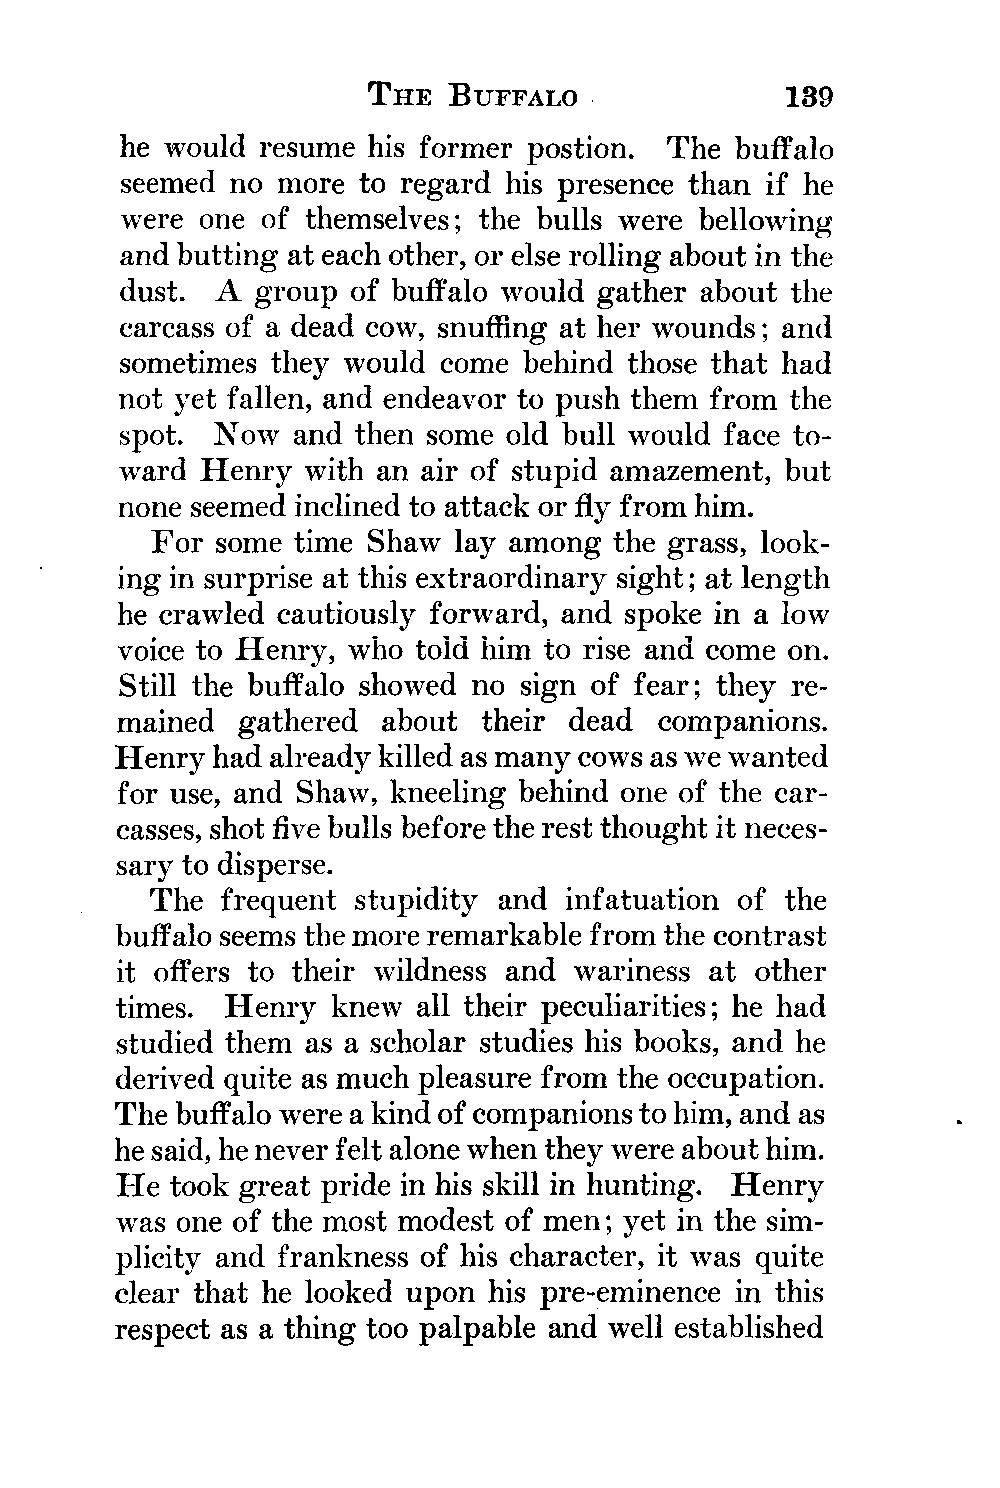 THE BUFFALO 139
he would resume his former postion. The buffalo
seemed no more to regard his presence than if he
were one of themselves; the bulls were bellowing
and butting at each other, or else rolling about in the
dust. A group of buffalo would gather about the
carcass of a dead cow, snuffing at her wounds; and
sometimes they would come behind those that had
not yet fallen, and endeavor to push them from the
spot. Now and then some old bull would face to-
ward Henry with an air of stupid amazement, but
none seemed inclined to attack or fly from him.
For some time Shaw lay among the grass, look-
ing in surprise at this extraordinary sight; at length
he crawled cautiously forward, and spoke in a low
voice to Henry, who told him to rise and come on.
Still the buffalo showed no sign of fear; they re-
mained gathered about their dead companions.
Henry had already killed as many cows as we wanted
for use, and Shaw, kneeling behind one of the car-
casses, shot five bulls before the rest thought it neces-
sary to disperse.
The frequent stupidity and infatuation of the
buffalo seems the more remarkable from the contrast
it offers to their wildness and wariness at other
times. Henry knew all their peculiarities; he had
studied them as a scholar studies his books, and he
derived quite as much pleasure from the occupation.
The buffalo were a kind of companions to him, and as
he said, he never felt alone when they were about him.
He took great pride in his skill in hunting. Henry
was one of the most modest of men; yet in the sim-
plicity and frankness of his character, it was quite
clear that he looked upon his pre-eminence in this
respect as a thing too palpable and well established